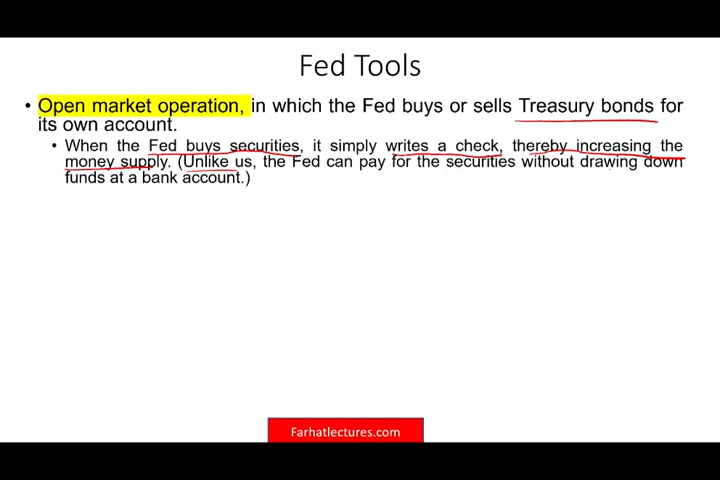 Fed Tools
• Open market operation, in which the Fed buys or sells Treasury bonds for
its own account.
• When the Fed buys securities, it simply writes a check, thereby increasing the
money supply. (Unlike us, the Fed can pay for the securities without drawing down
funds at a bank account.)
Farhatlectures.com